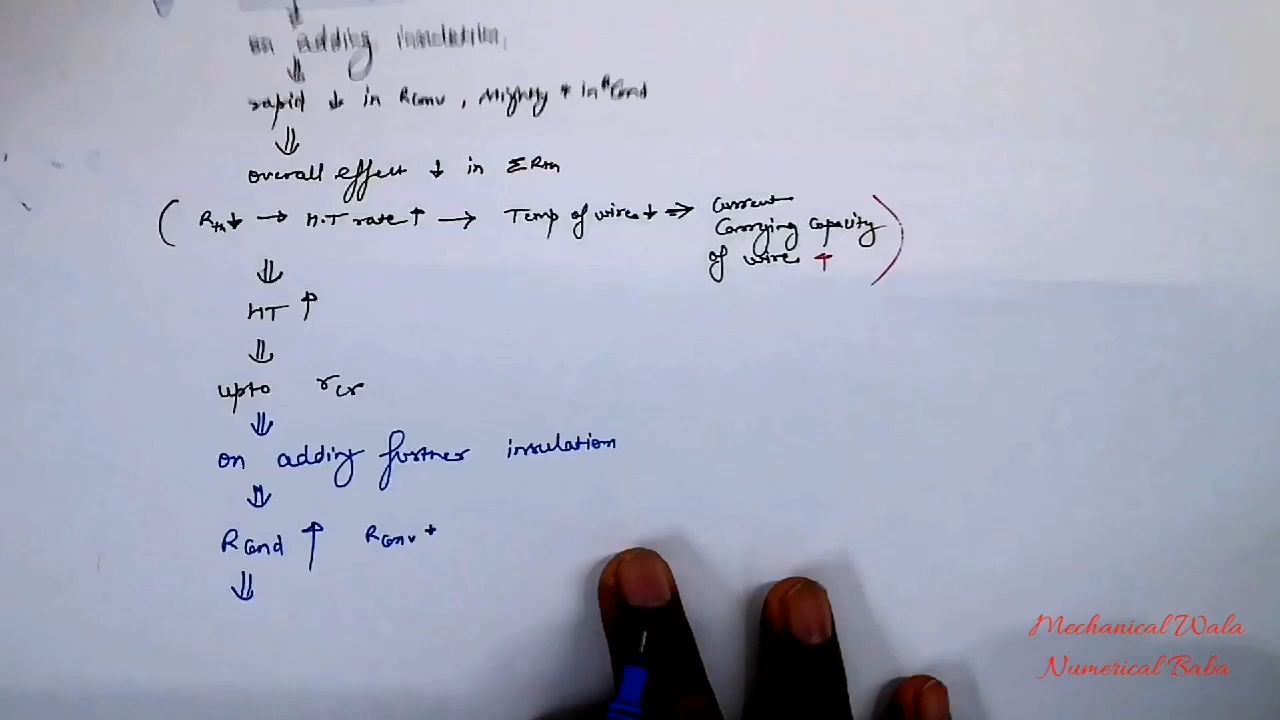 on adding insulation,
⇓
rapid ↓ in Rconv, slightly ↑ in Rcond
⇓
overall effect ↓ in ΣRth
( Rth↓ → H.T rate ↑ → Temp of wire ↓ ⇒ Current Carrying Capacity of wire ↑ )
⇓
HT ↑
⇓
upto rcr
⇓
on adding further insulation
⇓
Rcond ↑ Rconv ↓
⇓
Mechanical Wala
Numerical Baba